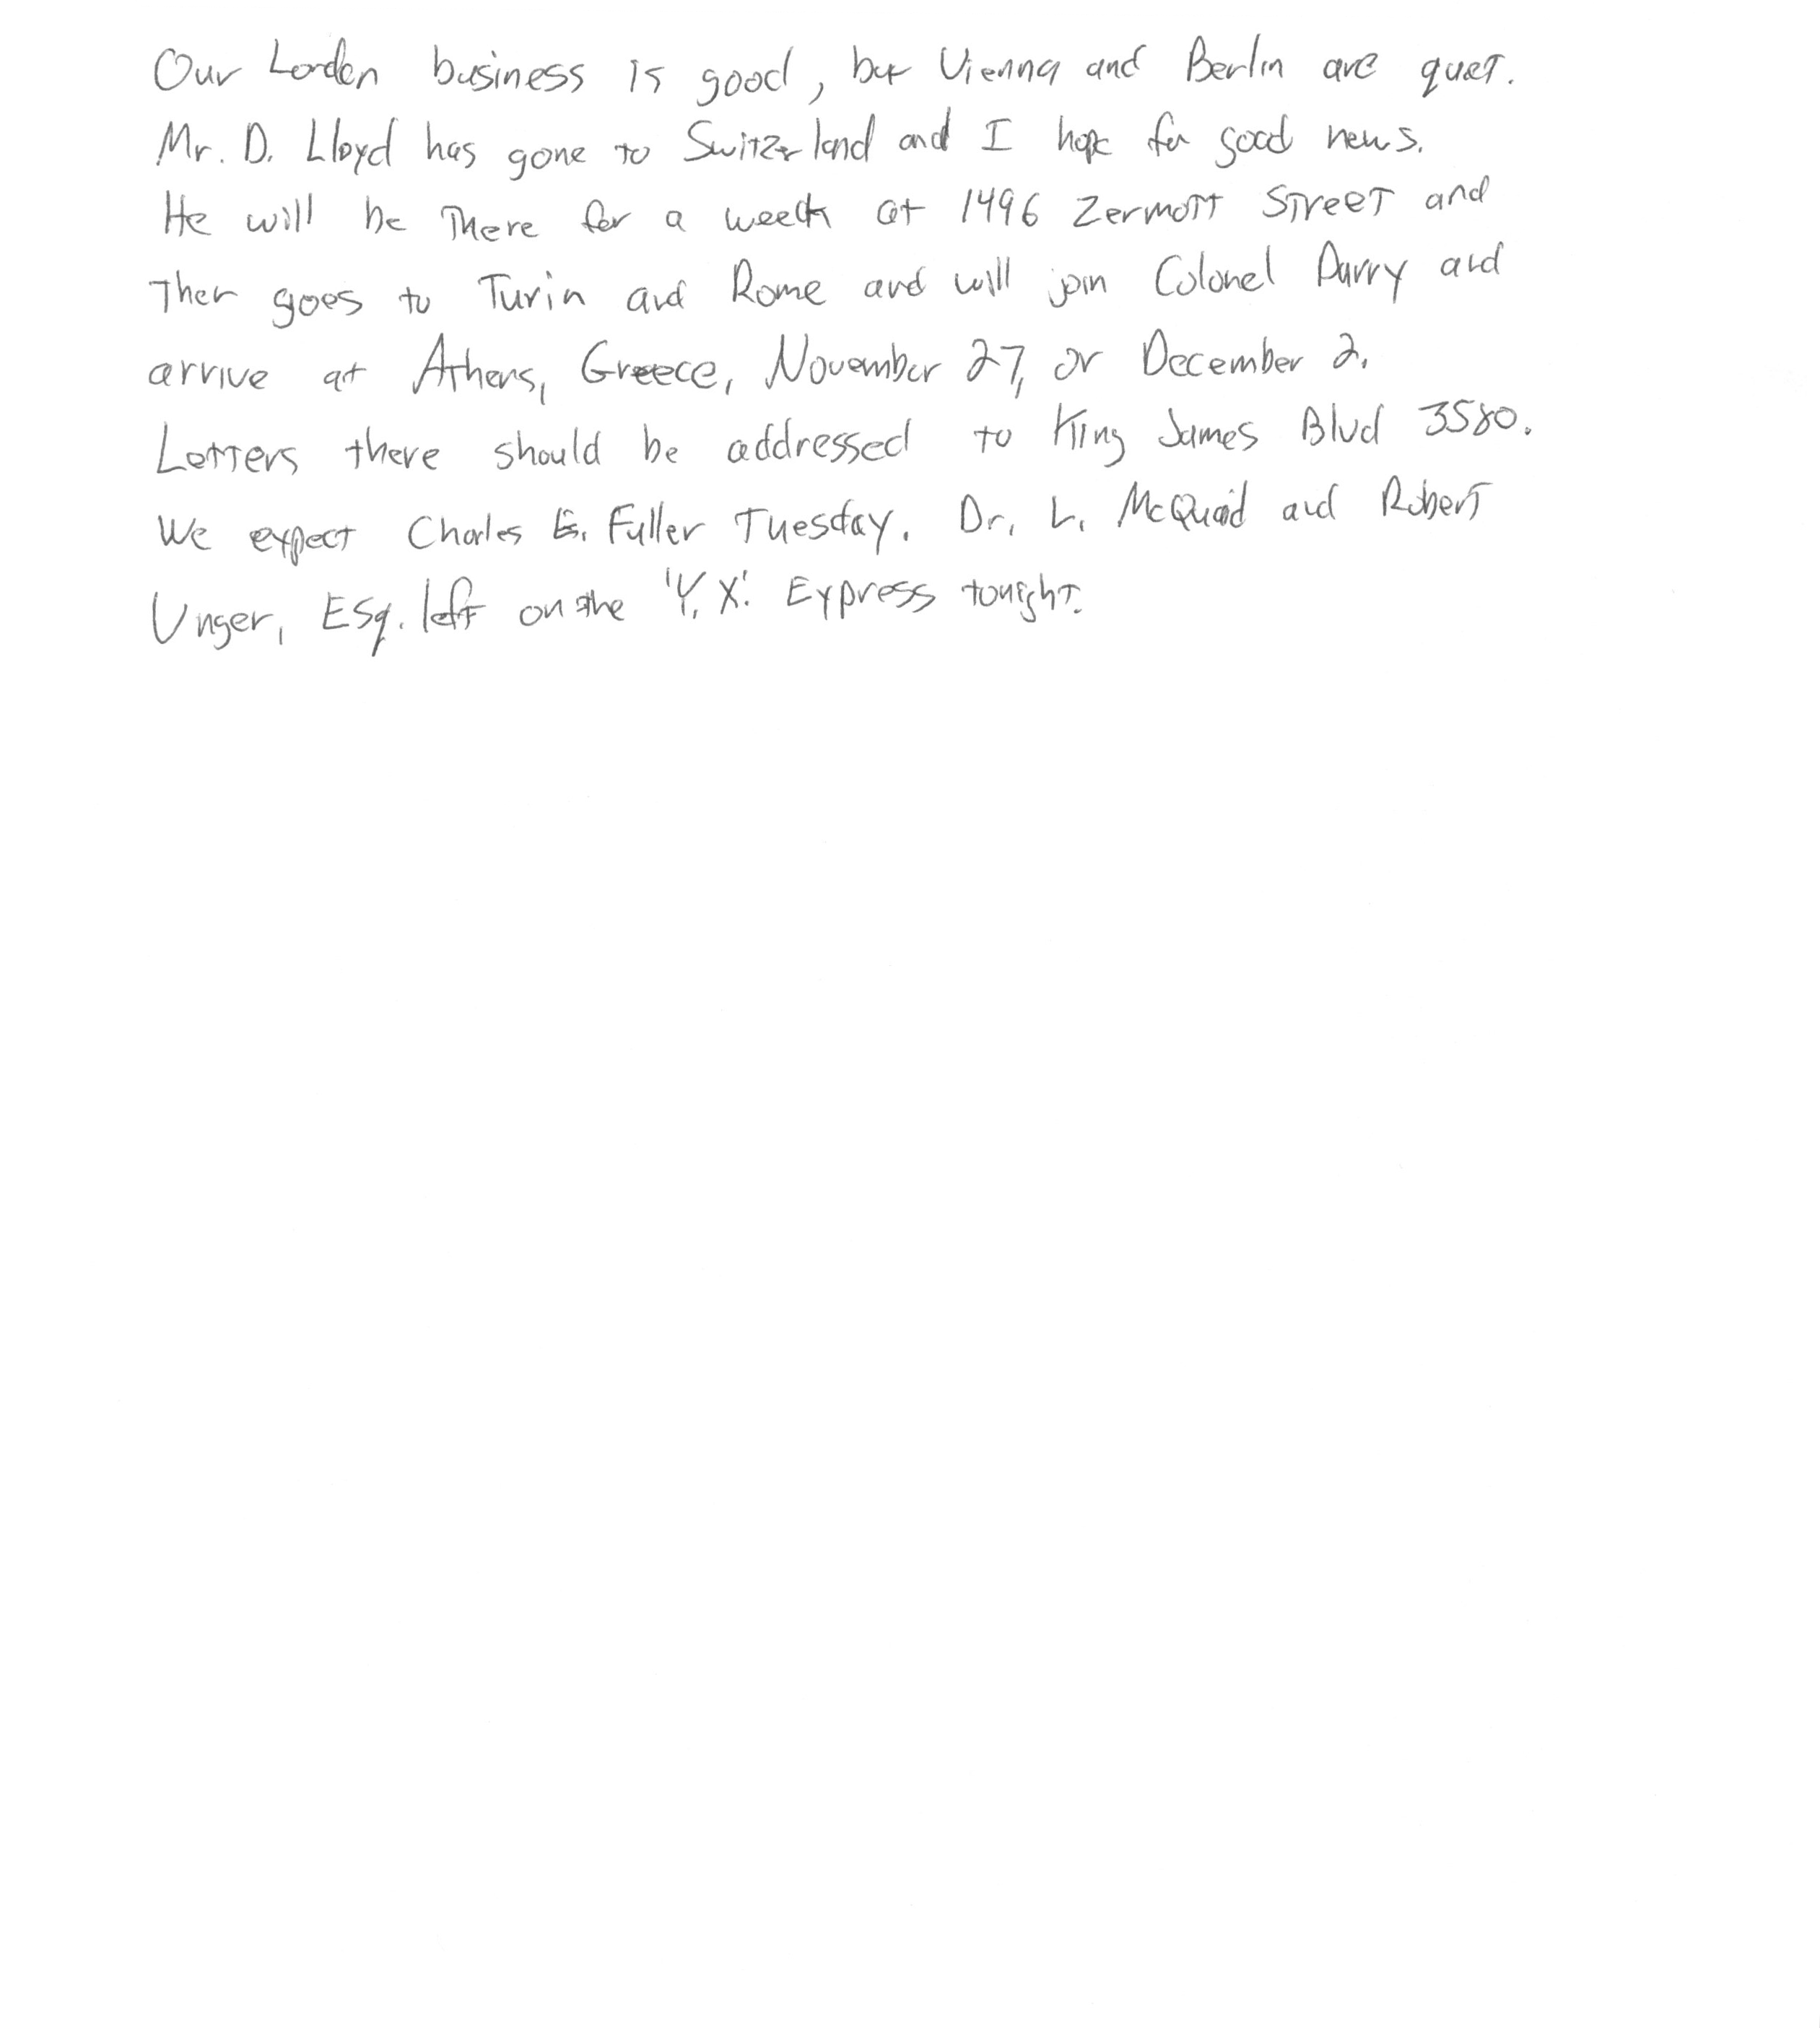 Our London business is good, but Vienna and Berlin are quiet.
Mr. D. Lloyd has gone to Switzerland and I hope for good news.
He will be there for a week at 1496 Zermott Street and
then goes to Turin and Rome and will join Colonel Parry and
arrive at Athens, Greece, November 27, or December 2.
Letters there should be addressed to King James Blvd 3580.
We expect Charles E. Fuller Tuesday. Dr. L. McQuaid and Robert
Unger, Esq. left on the 'Y.X.' Express tonight.